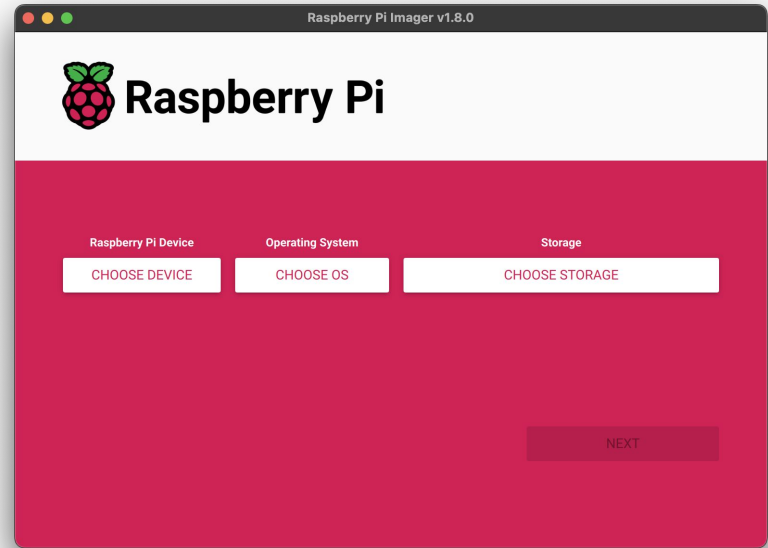 Raspberry Pi Imager v1.8.0
Raspberry Pi
Raspberry Pi Device
Operating System
Storage
CHOOSE DEVICE
CHOOSE OS
CHOOSE STORAGE
NEXT